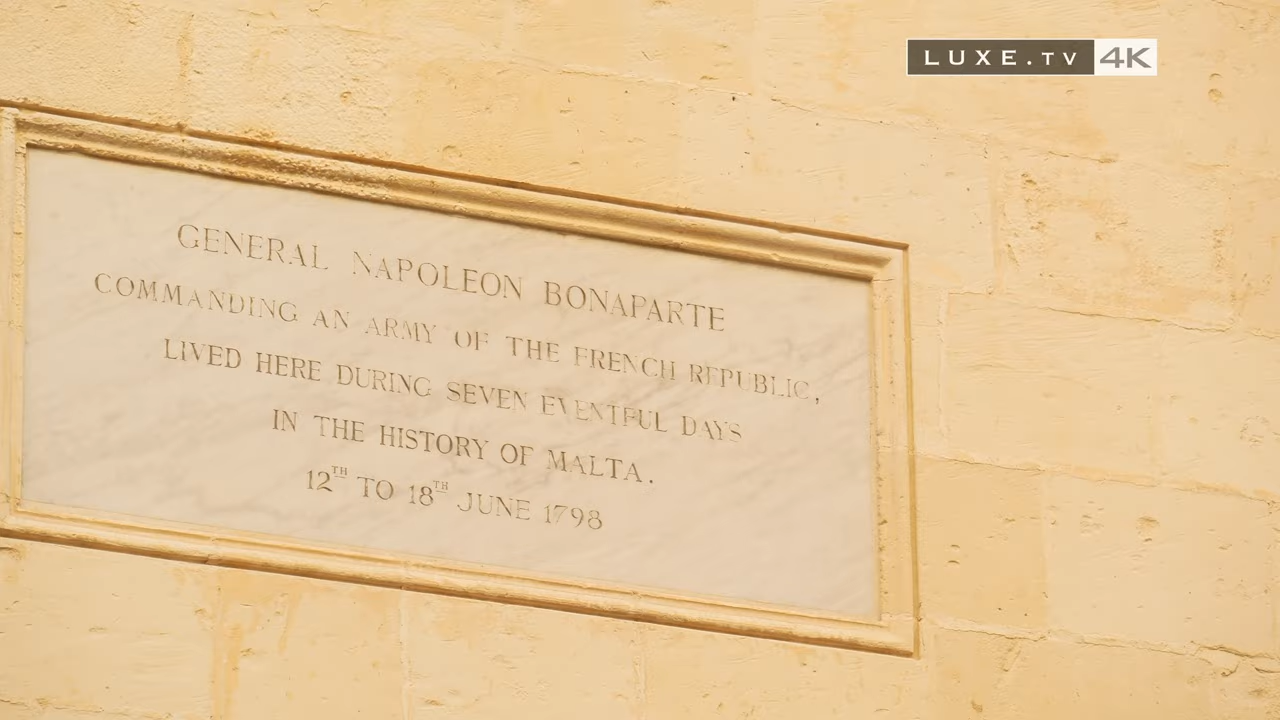 LUXE.TV 4K
GENERAL NAPOLEON BONAPARTE
COMMANDING AN ARMY OF THE FRENCH REPUBLIC,
LIVED HERE DURING SEVEN EVENTFUL DAYS
IN THE HISTORY OF MALTA.
12TH TO 18TH JUNE 1798